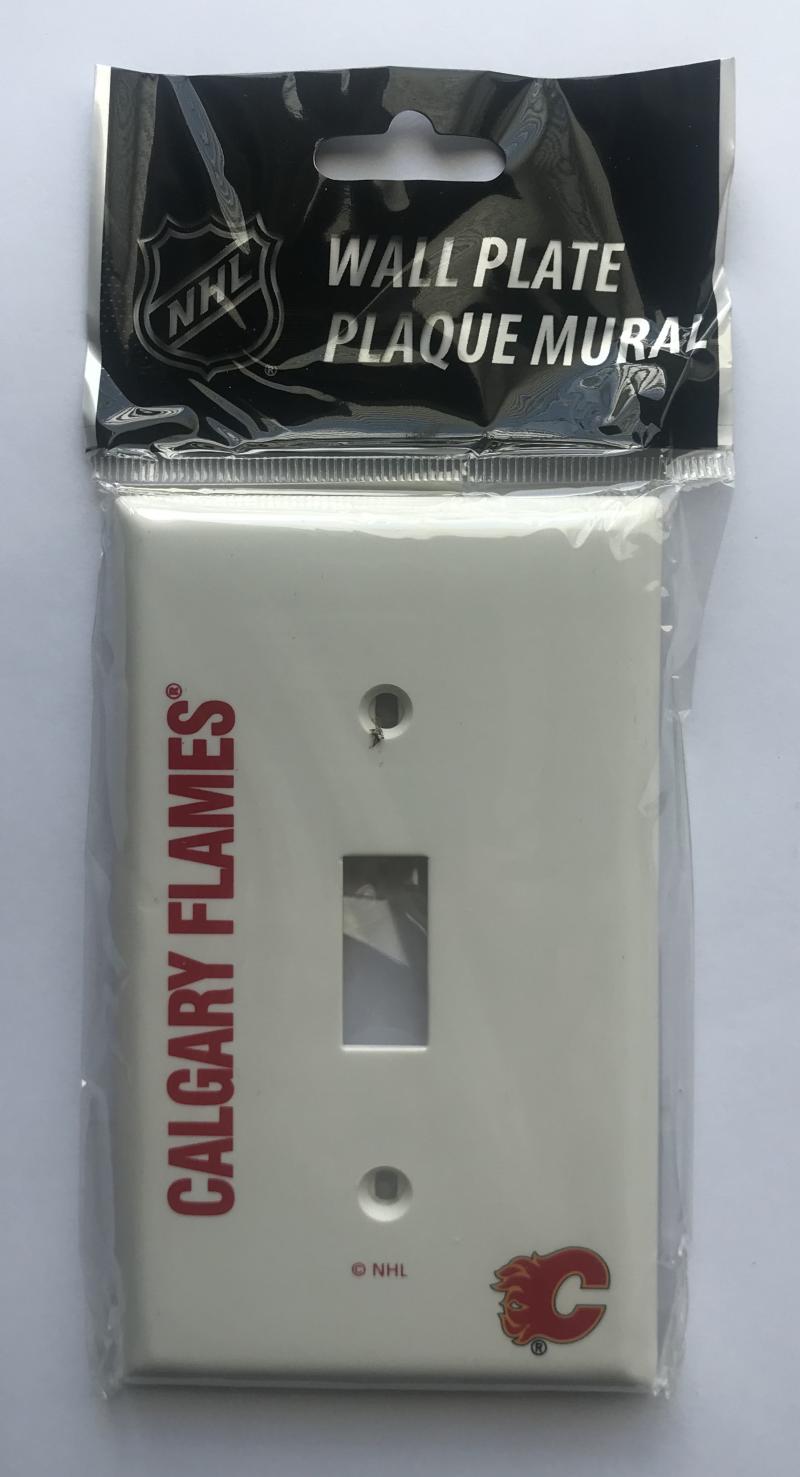 NHL
®
WALL PLATE
PLAQUE MURAL
CALGARY FLAMES®
© NHL
C
®